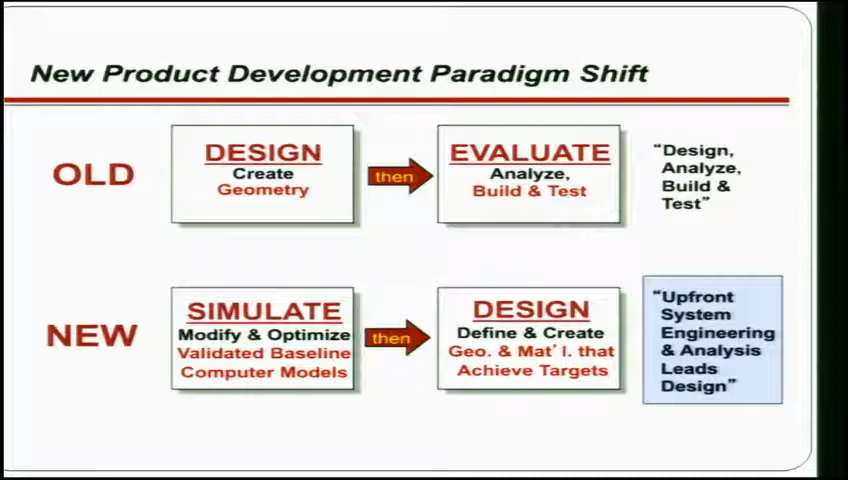 New Product Development Paradigm Shift
OLD
DESIGN
Create
Geometry
then
EVALUATE
Analyze,
Build & Test
“Design,
Analyze,
Build &
Test”
NEW
SIMULATE
Modify & Optimize
Validated Baseline
Computer Models
then
DESIGN
Define & Create
Geo. & Mat’l. that
Achieve Targets
“Upfront
System
Engineering
& Analysis
Leads
Design”